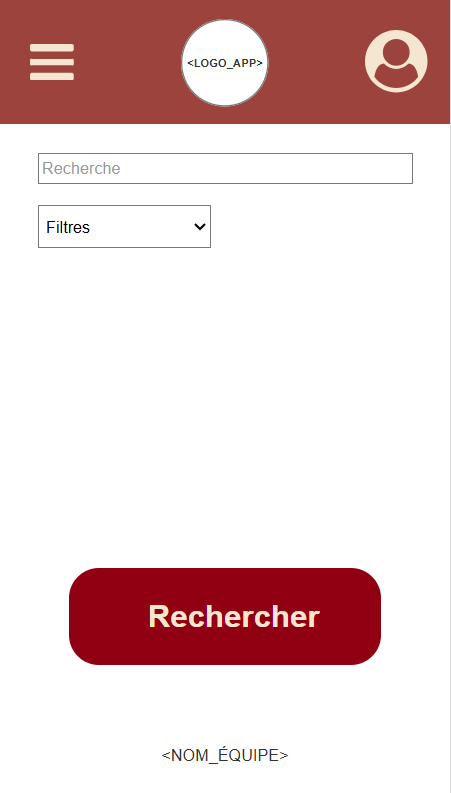 <LOGO_APP>
Recherche
Filtres
Rechercher
<NOM_ÉQUIPE>